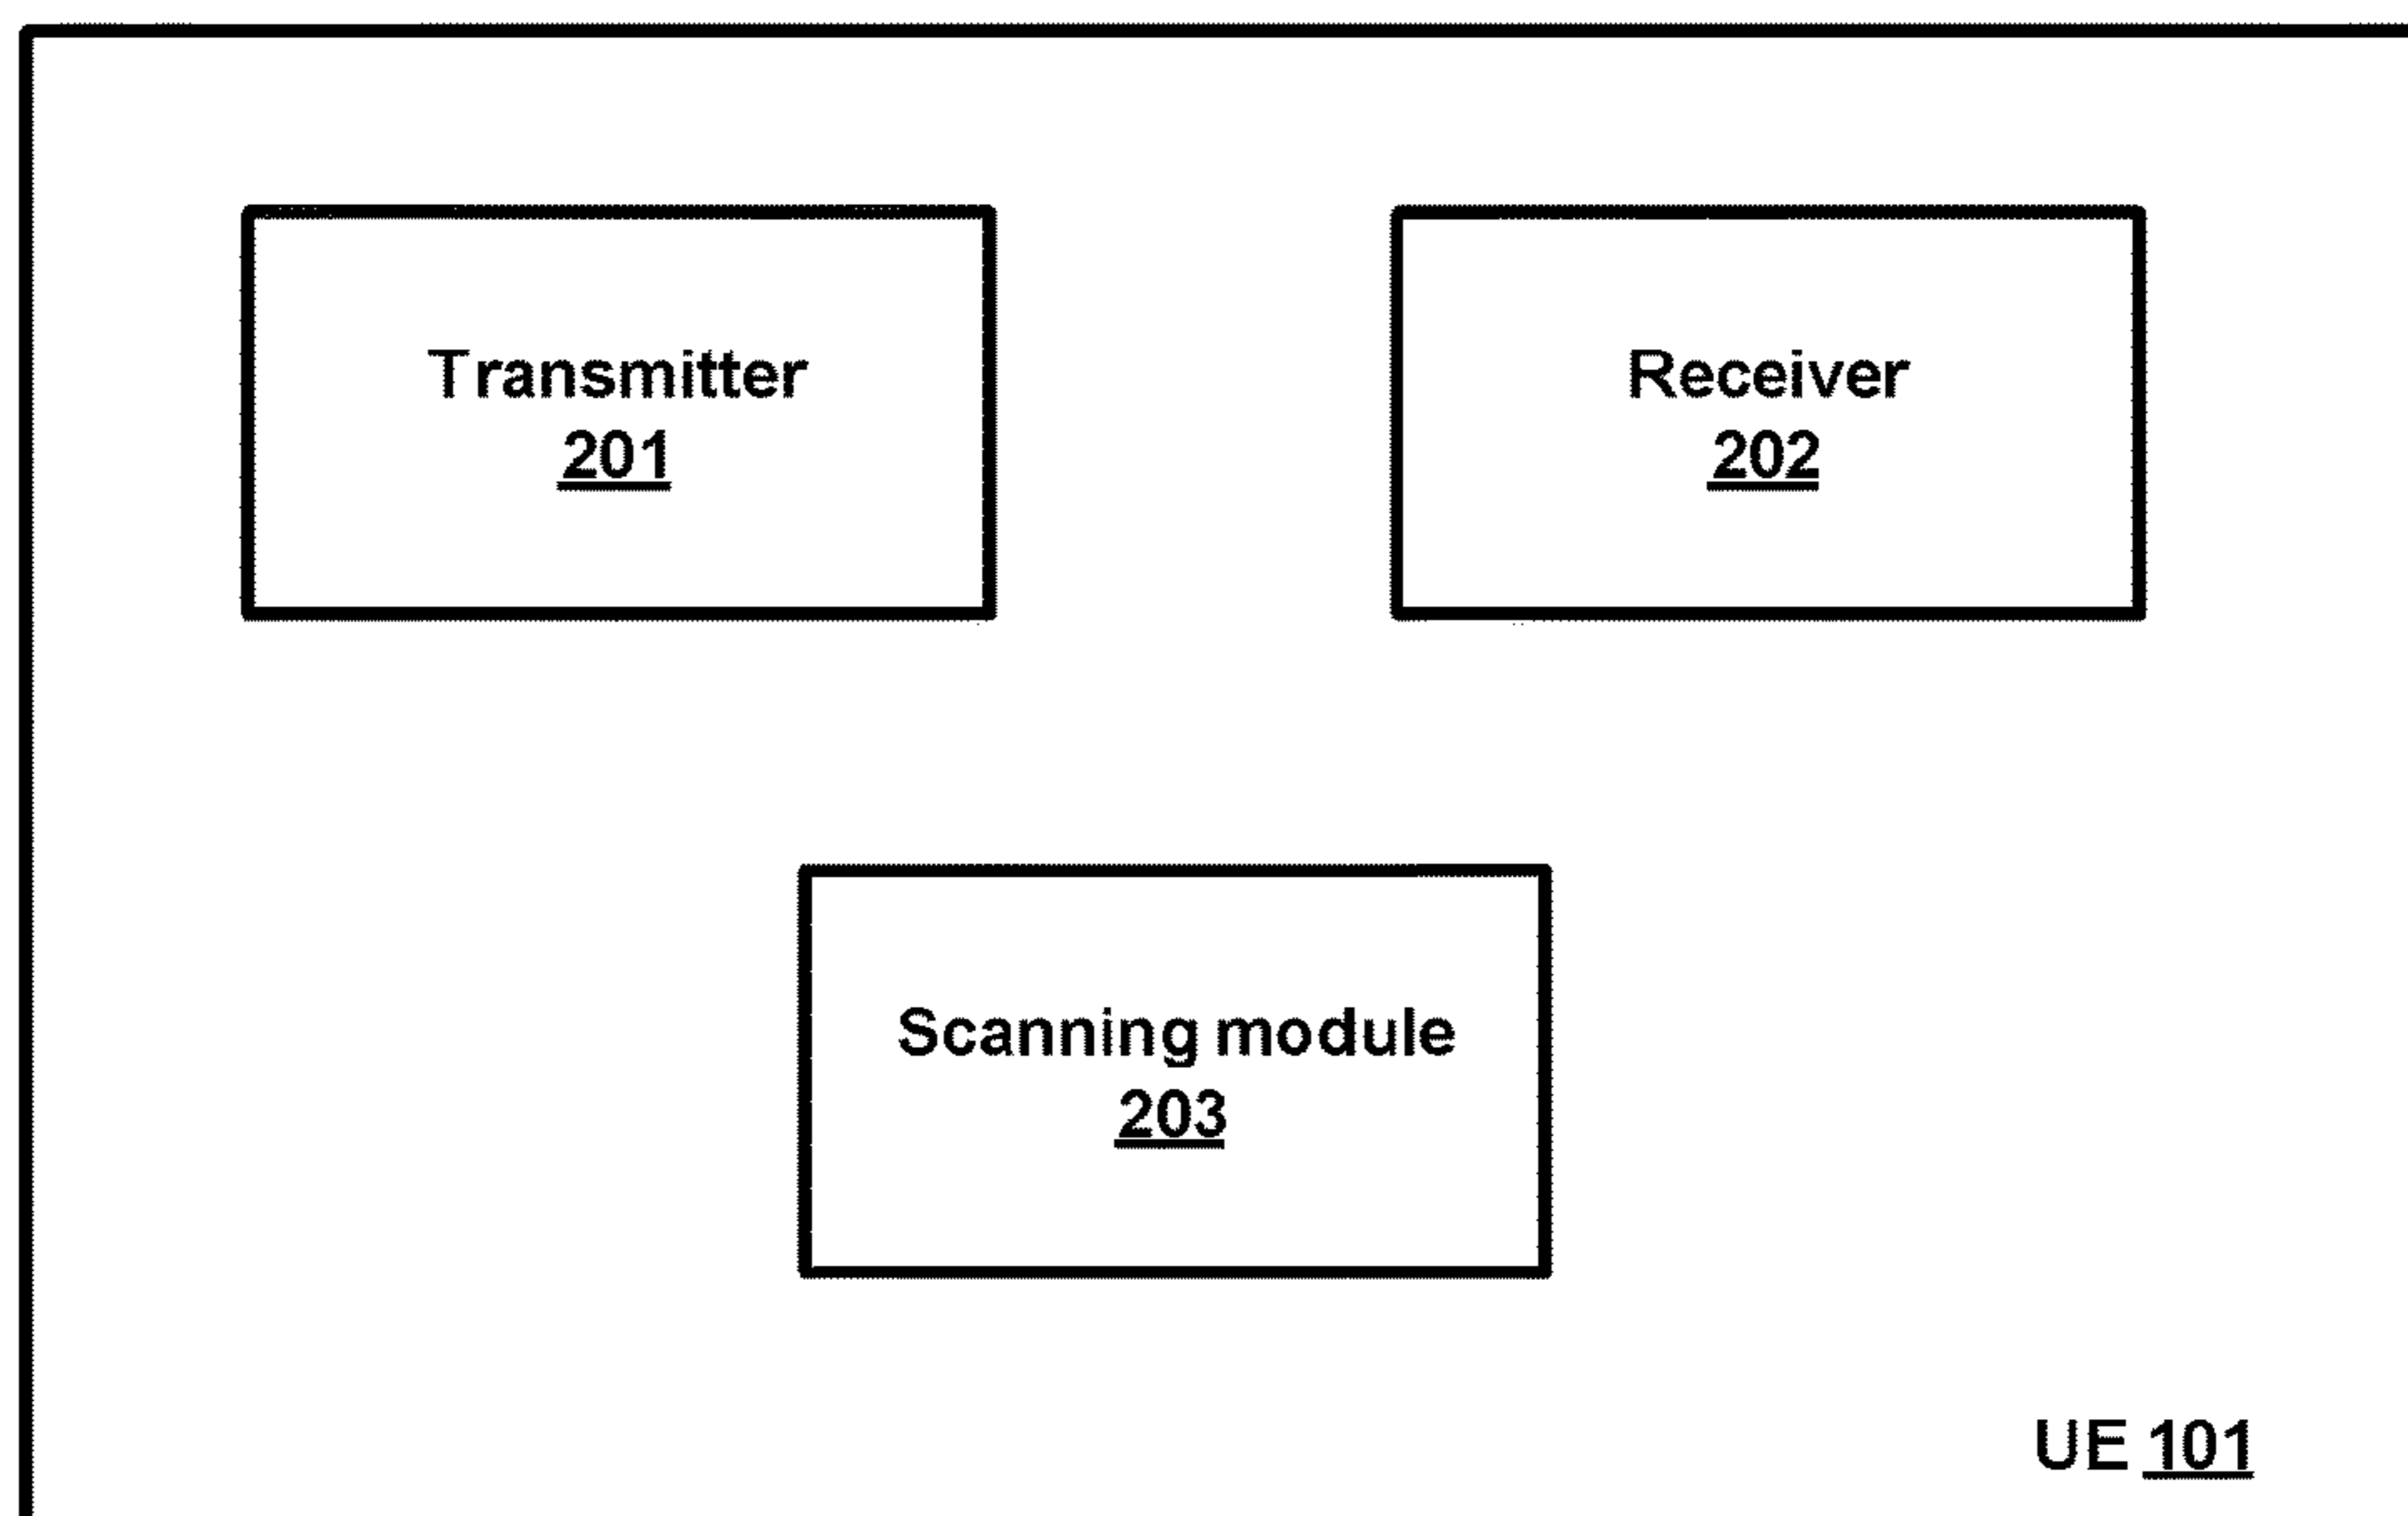 Transmitter
201
Receiver
202
Scanning module
203
UE 101